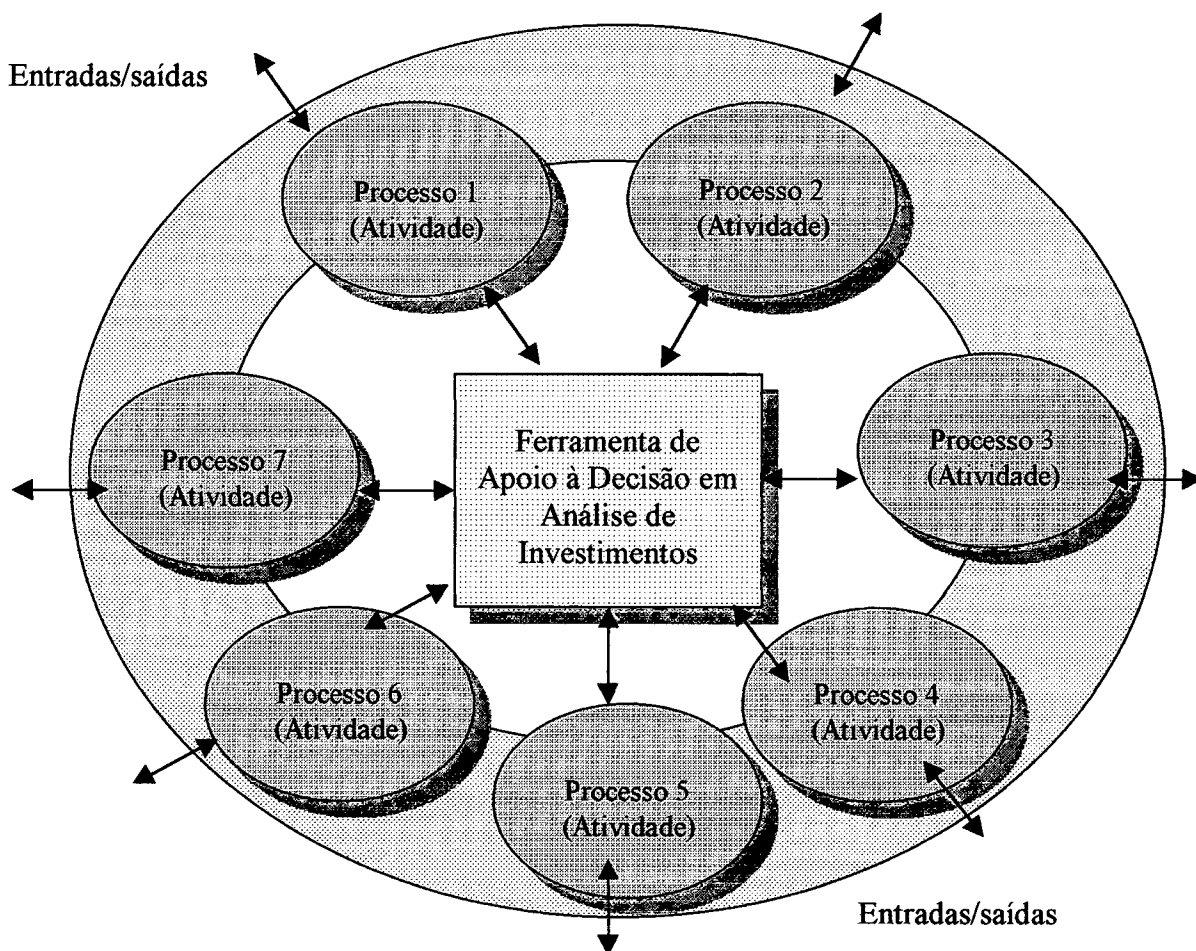 Entradas/saídas
Processo 1
(Atividade)
Processo 2
(Atividade)
Processo 3
(Atividade)
Processo 7
(Atividade)
Ferramenta de
Apoio à Decisão em
Análise de
Investimentos
Processo 6
(Atividade)
Processo 4
(Atividade)
Processo 5
(Atividade)
Entradas/saídas